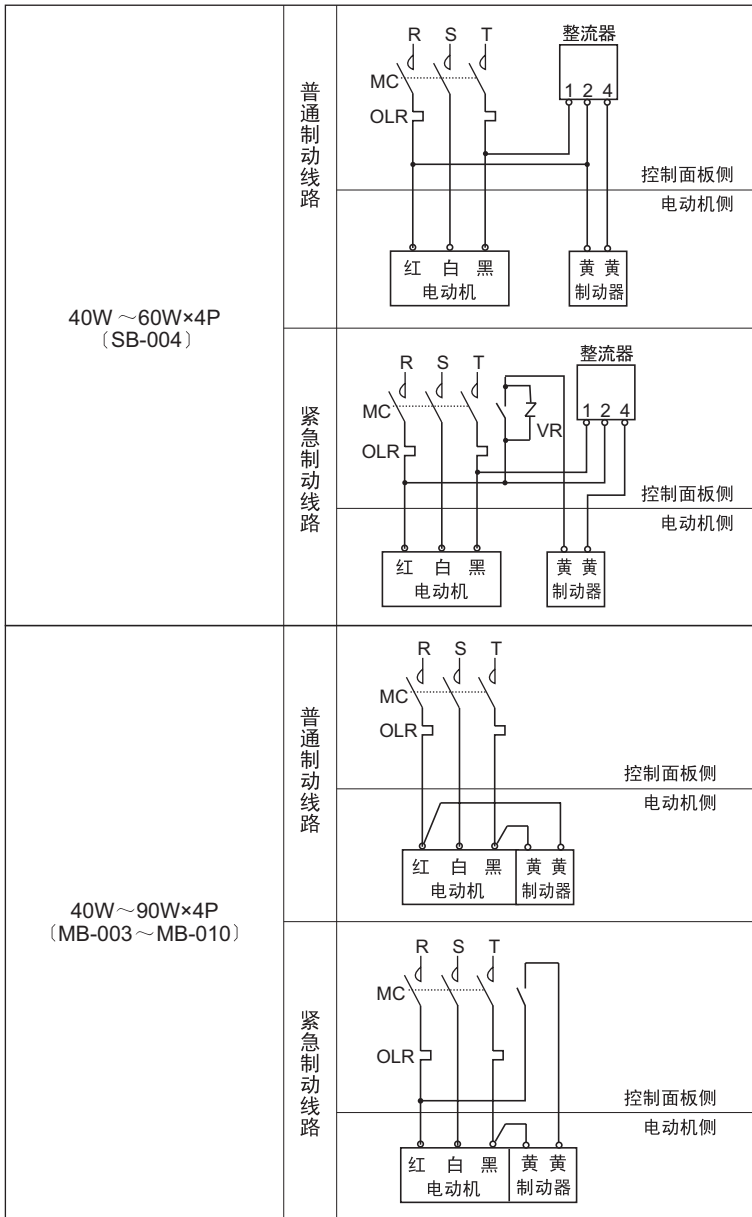 40W～60W×4P
〔SB-004〕
普通制动线路
R S T
整流器
MC
1 2 4
OLR
控制面板侧
电动机侧
红 白 黑
电动机
黄 黄
制动器
紧急制动线路
R S T
整流器
MC
1 2 4
VR
OLR
控制面板侧
电动机侧
红 白 黑
电动机
黄 黄
制动器
40W～90W×4P
〔MB-003～MB-010〕
普通制动线路
R S T
MC
OLR
控制面板侧
电动机侧
红 白 黑
电动机
黄 黄
制动器
紧急制动线路
R S T
MC
OLR
控制面板侧
电动机侧
红 白 黑
电动机
黄 黄
制动器